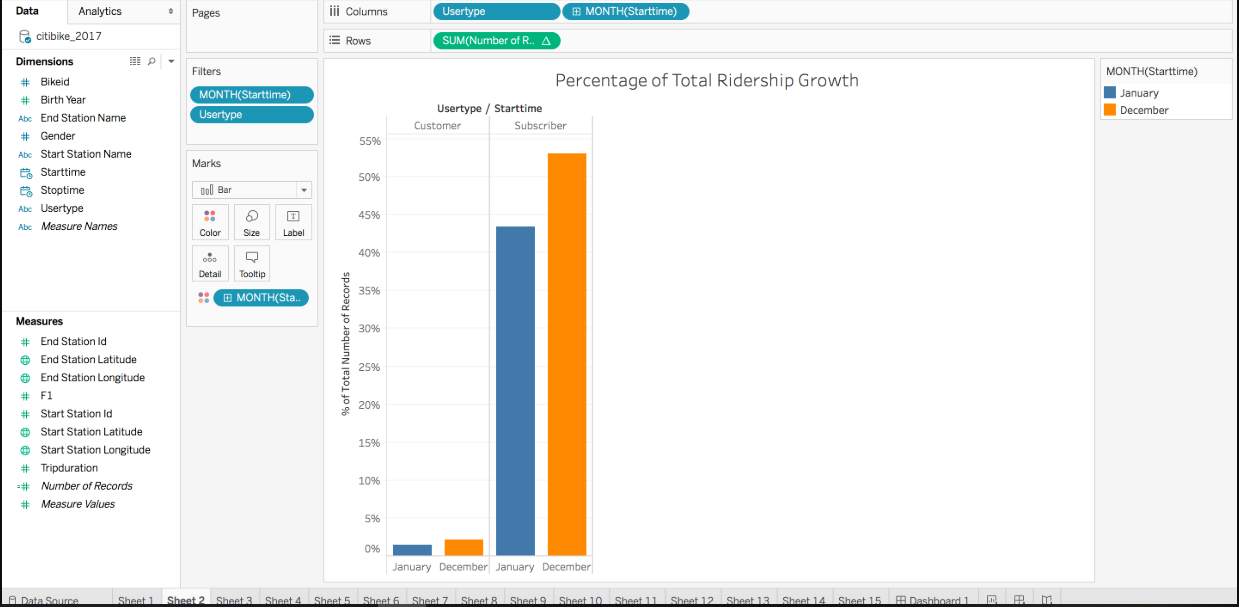 Data
Analytics
citibike_2017
Dimensions
Bikeid
Birth Year
Abc End Station Name
Gender
Abc Start Station Name
Starttime
Stoptime
Abc Usertype
Abc Measure Names
Measures
End Station Id
End Station Latitude
End Station Longitude
F1
Start Station Id
Start Station Latitude
Start Station Longitude
Tripduration
Number of Records
Measure Values
Pages
Filters
MONTH(Starttime)
Usertype
Marks
Bar
Color Size Label
Detail Tooltip
MONTH(Sta..
Columns Usertype MONTH(Starttime)
Rows SUM(Number of R..
Percentage of Total Ridership Growth
Usertype / Starttime
Customer Subscriber
55%
50%
45%
40%
35%
30%
25%
20%
15%
10%
5%
0%
% of Total Number of Records
January December January December
MONTH(Starttime)
January
December
Data Source Sheet 1 Sheet 2 Sheet 3 Sheet 4 Sheet 5 Sheet 6 Sheet 7 Sheet 8 Sheet 9 Sheet 10 Sheet 11 Sheet 12 Sheet 13 Sheet 14 Sheet 15 Dashboard 1